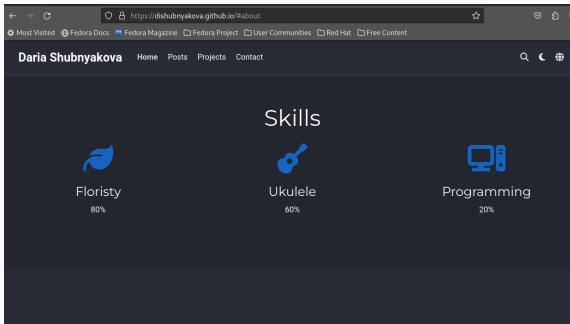 https://dishubnyakova.github.io/#about
Most Visited Fedora Docs Fedora Magazine Fedora Project User Communities Red Hat Free Content
Daria Shubnyakova Home Posts Projects Contact
Skills
Floristy Ukulele Programming
80% 60% 20%